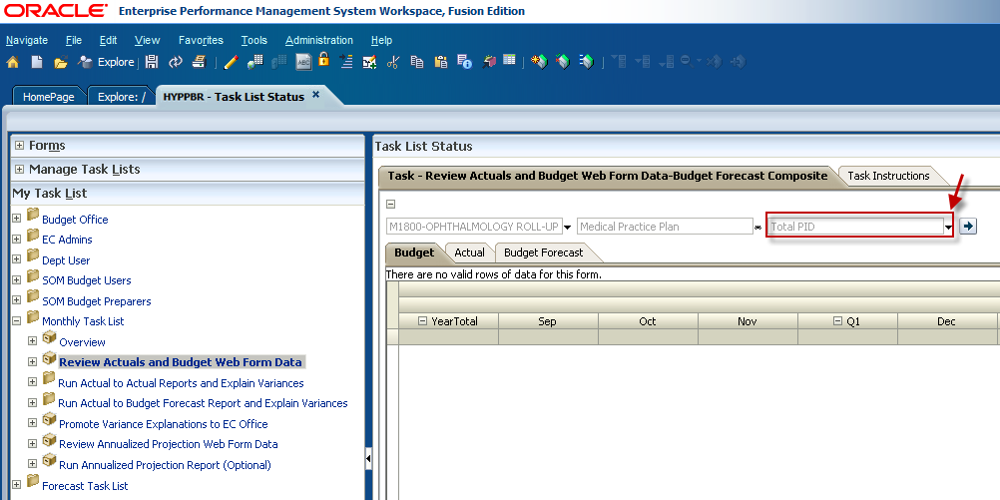 ORACLE Enterprise Performance Management System Workspace, Fusion Edition
Navigate File Edit View Favorites Tools Administration Help
Explore
ABC
HomePage Explore: / HYPPBR - Task List Status
Forms
Manage Task Lists
My Task List
Budget Office
EC Admins
Dept User
SOM Budget Users
SOM Budget Preparers
Monthly Task List
Overview
Review Actuals and Budget Web Form Data
Run Actual to Actual Reports and Explain Variances
Run Actual to Budget Forecast Report and Explain Variances
Promote Variance Explanations to EC Office
Review Annualized Projection Web Form Data
Run Annualized Projection Report (Optional)
Forecast Task List
Task List Status
Task - Review Actuals and Budget Web Form Data-Budget Forecast Composite Task Instructions
M1800-OPHTHALMOLOGY ROLL-UP Medical Practice Plan Total PID
Budget Actual Budget Forecast
There are no valid rows of data for this form.
YearTotal Sep Oct Nov Q1 Dec